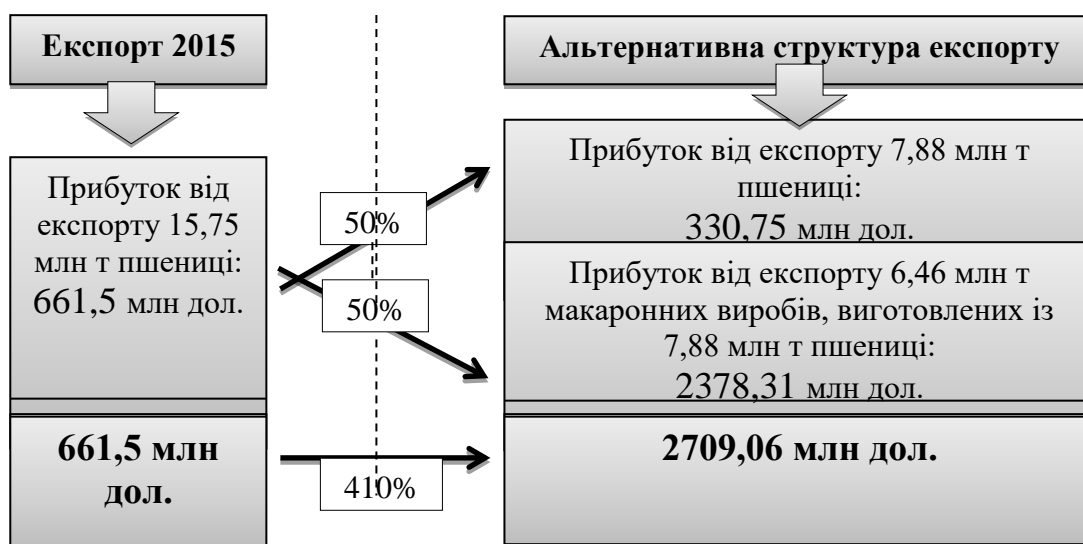 Експорт 2015
Альтернативна структура експорту
Прибуток від
експорту 15,75
млн т пшениці:
661,5 млн дол.
50%
50%
Прибуток від експорту 7,88 млн т
пшениці:
330,75 млн дол.
Прибуток від експорту 6,46 млн т
макаронних виробів, виготовлених із
7,88 млн т пшениці:
2378,31 млн дол.
661,5 млн
дол.
410%
2709,06 млн дол.